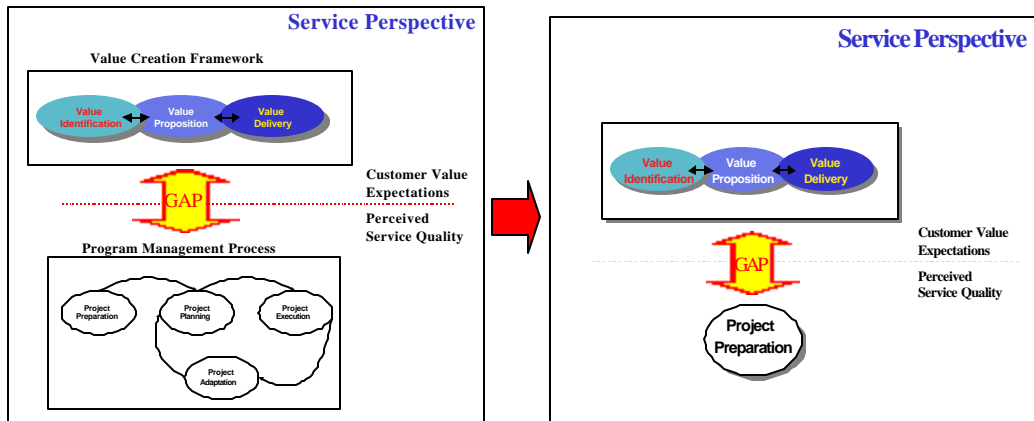 Service Perspective
Value Creation Framework
Value
Identification
Value
Proposition
Value
Delivery
GAP
Customer Value
Expectations
Perceived
Service Quality
Program Management Process
Project
Preparation
Project
Planning
Project
Execution
Project
Adaptation
Service Perspective
Value
Identification
Value
Proposition
Value
Delivery
GAP
Customer Value
Expectations
Perceived
Service Quality
Project
Preparation